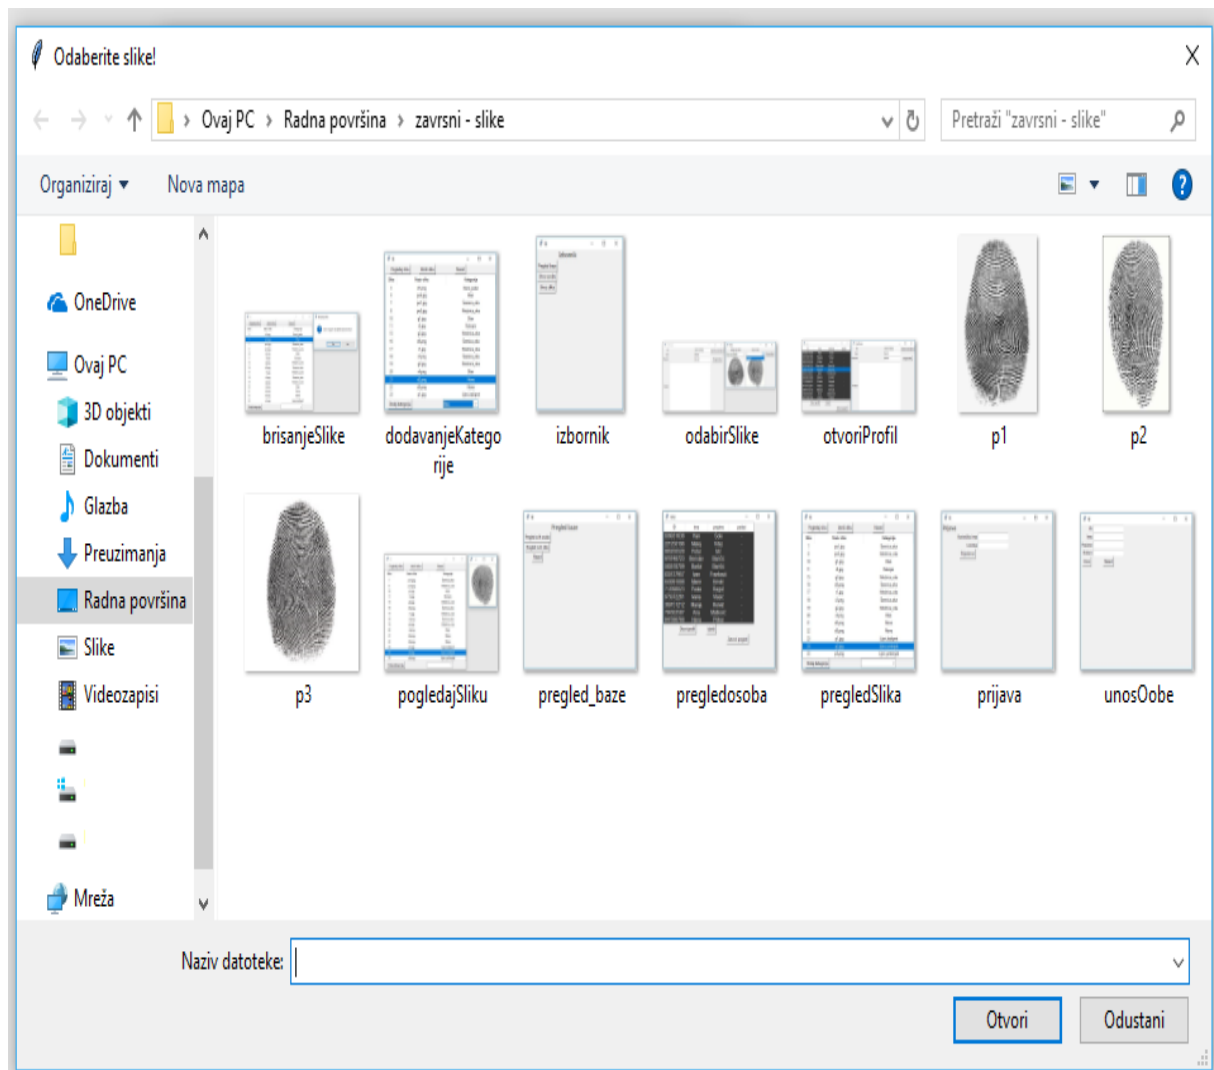 Odaberite slike!
Ovaj PC > Radna površina > zavrsni - slike
Pretraži "zavrsni - slike"
Organiziraj
Nova mapa
OneDrive
Ovaj PC
3D objekti
Dokumenti
Glazba
Preuzimanja
Radna površina
Slike
Videozapisi
Mreža
brisanjeSlike
dodavanjeKatego
rije
izbornik
odabirSlike
otvoriProfil
p1
p2
p3
pogledajSliku
pregled_baze
pregledosoba
pregledSlika
prijava
unosOobe
Naziv datoteke:
Otvori
Odustani